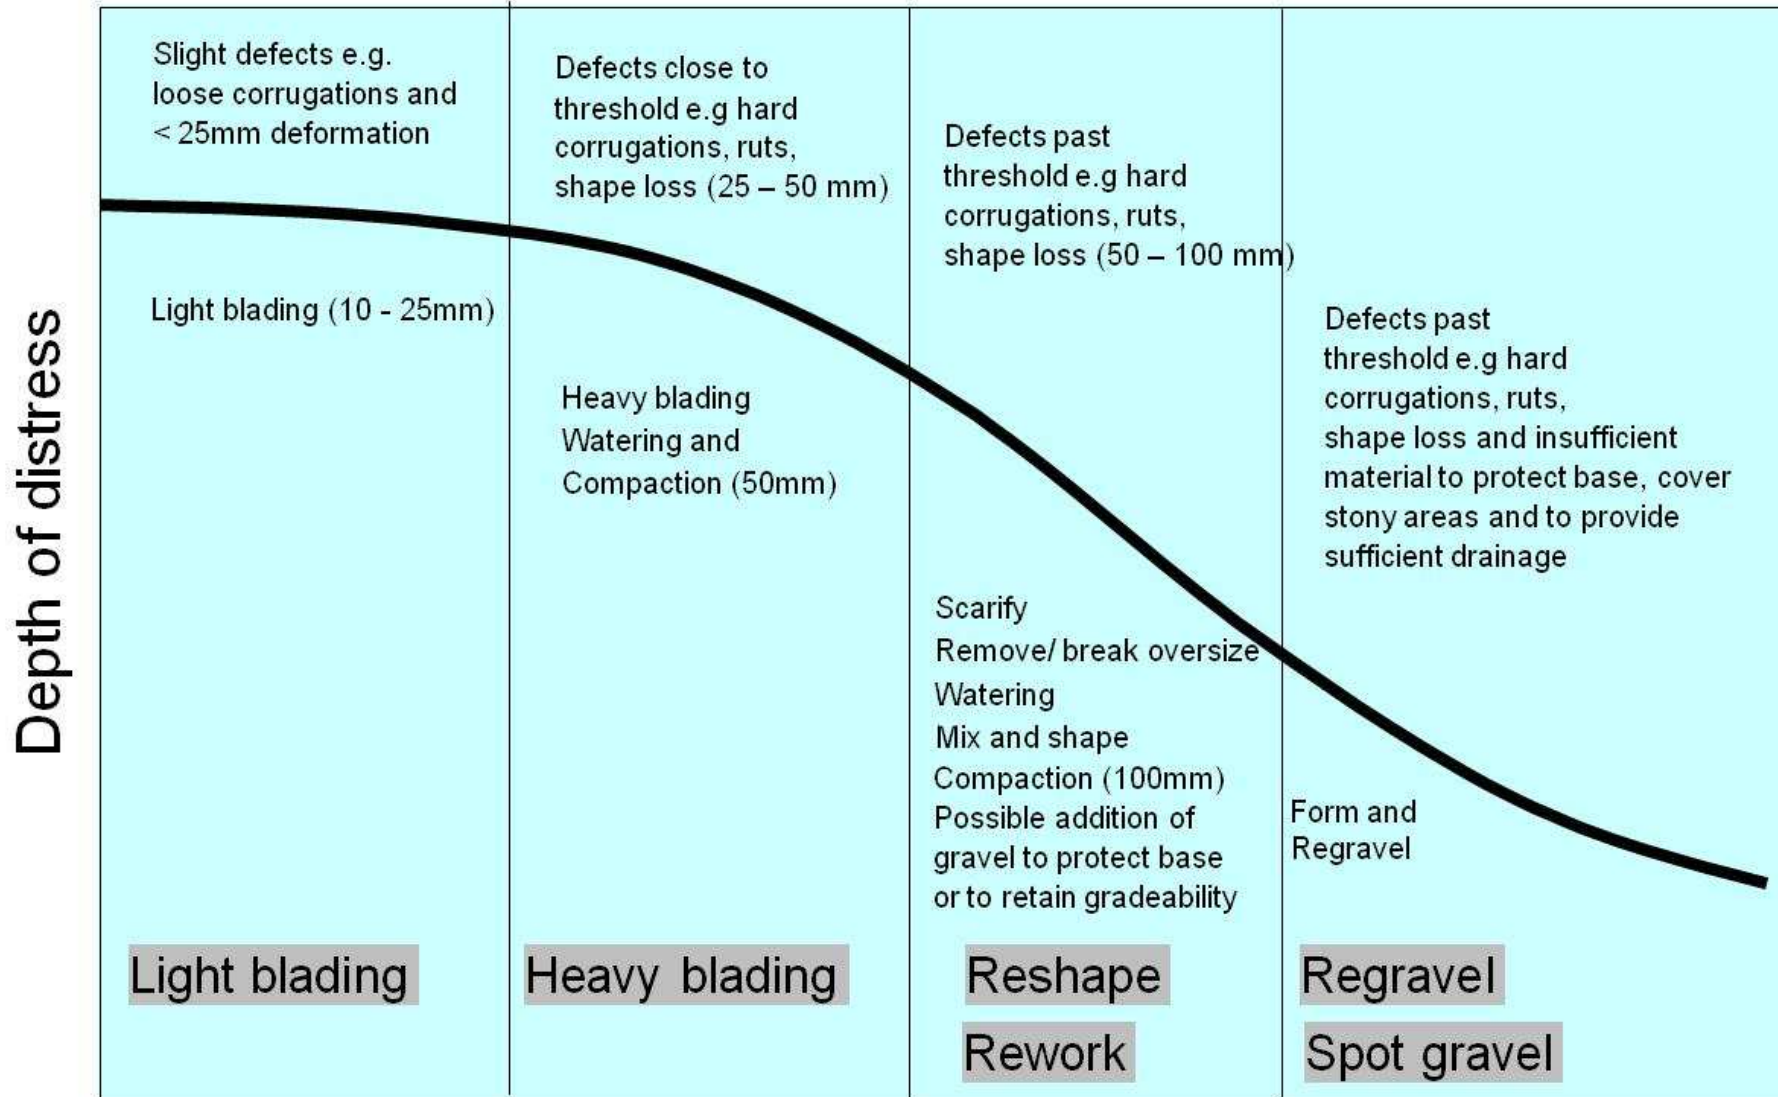 Depth of distress
Slight defects e.g.
loose corrugations and
< 25mm deformation
Light blading (10 - 25mm)
Light blading
Defects close to
threshold e.g hard
corrugations, ruts,
shape loss (25 – 50 mm)
Heavy blading
Watering and
Compaction (50mm)
Heavy blading
Defects past
threshold e.g hard
corrugations, ruts,
shape loss (50 – 100 mm)
Scarify
Remove/ break oversize
Watering
Mix and shape
Compaction (100mm)
Possible addition of
gravel to protect base
or to retain gradeability
Reshape
Rework
Defects past
threshold e.g hard
corrugations, ruts,
shape loss and insufficient
material to protect base, cover
stony areas and to provide
sufficient drainage
Form and
Regravel
Regravel
Spot gravel